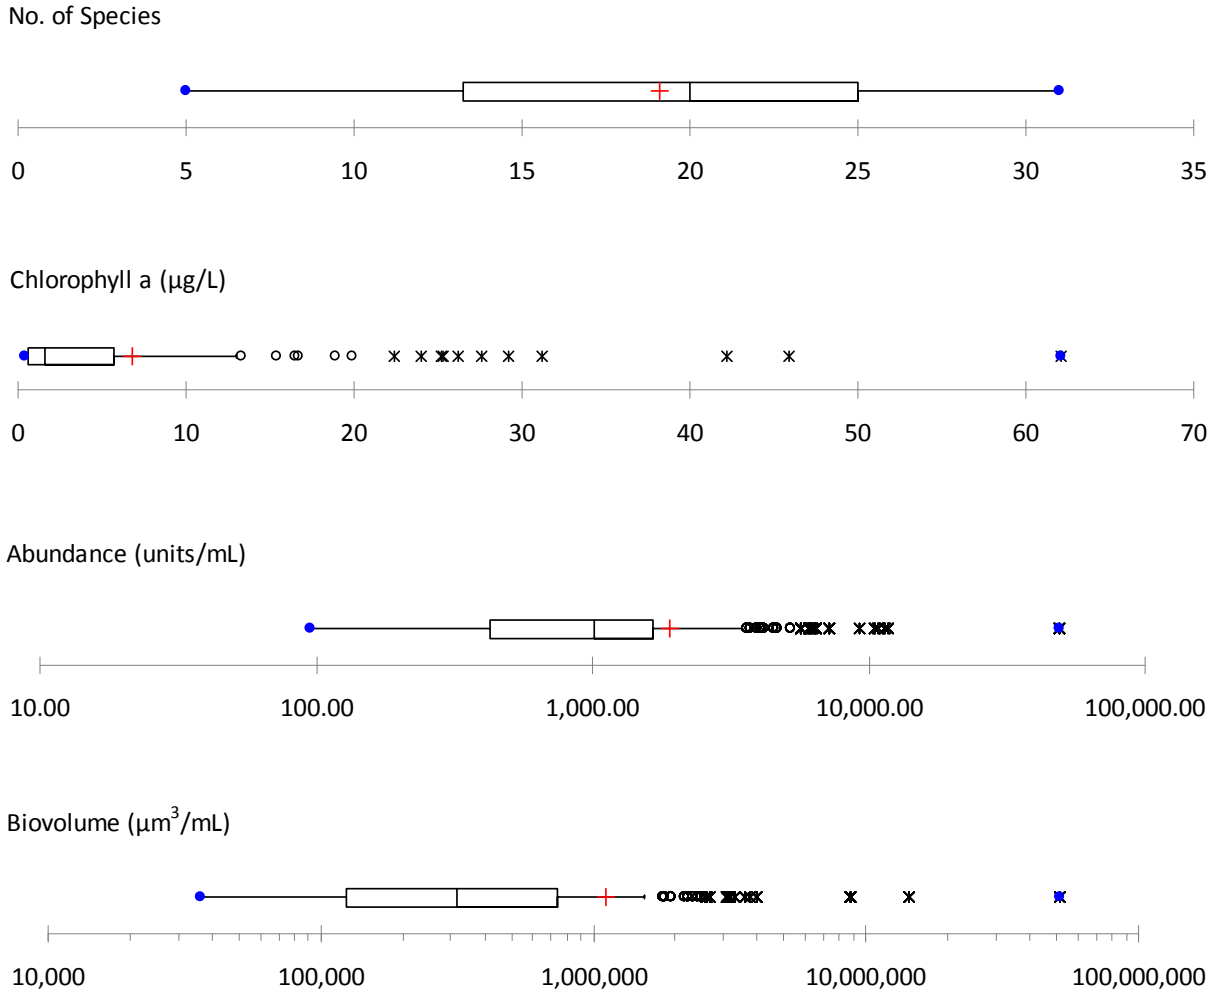 No. of Species
0 5 10 15 20 25 30 35
Chlorophyll a (µg/L)
0 10 20 30 40 50 60 70
Abundance (units/mL)
10.00 100.00 1,000.00 10,000.00 100,000.00
Biovolume (µm³/mL)
10,000 100,000 1,000,000 10,000,000 100,000,000